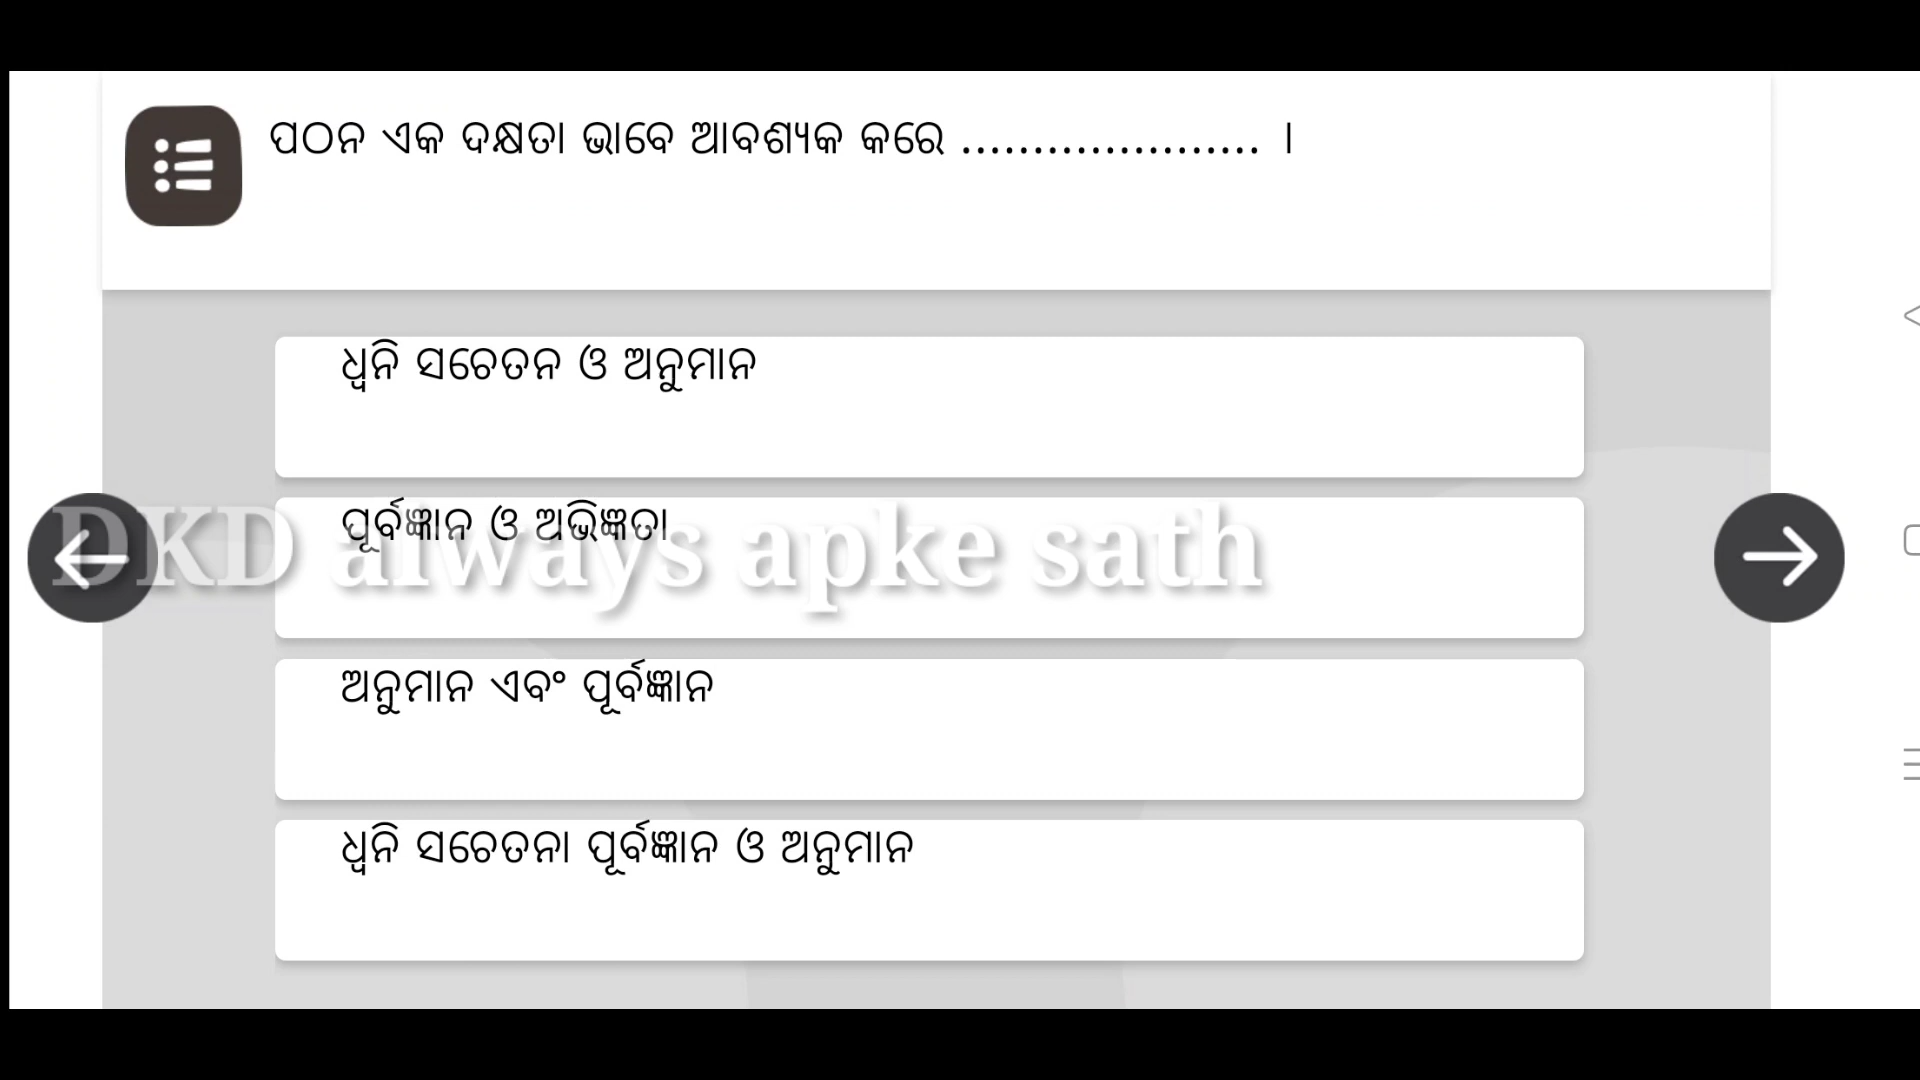 ପଠନ ଏକ ଦକ୍ଷତା ଭାବେ ଆବଶ୍ୟକ କରେ ..................... ।
ଧ୍ୱନି ସଚେତନ ଓ ଅନୁମାନ
ପୂର୍ବଜ୍ଞାନ ଓ ଅଭିଜ୍ଞତା
DKD always apke sath
ଅନୁମାନ ଏବଂ ପୂର୍ବଜ୍ଞାନ
ଧ୍ୱନି ସଚେତନା ପୂର୍ବଜ୍ଞାନ ଓ ଅନୁମାନ